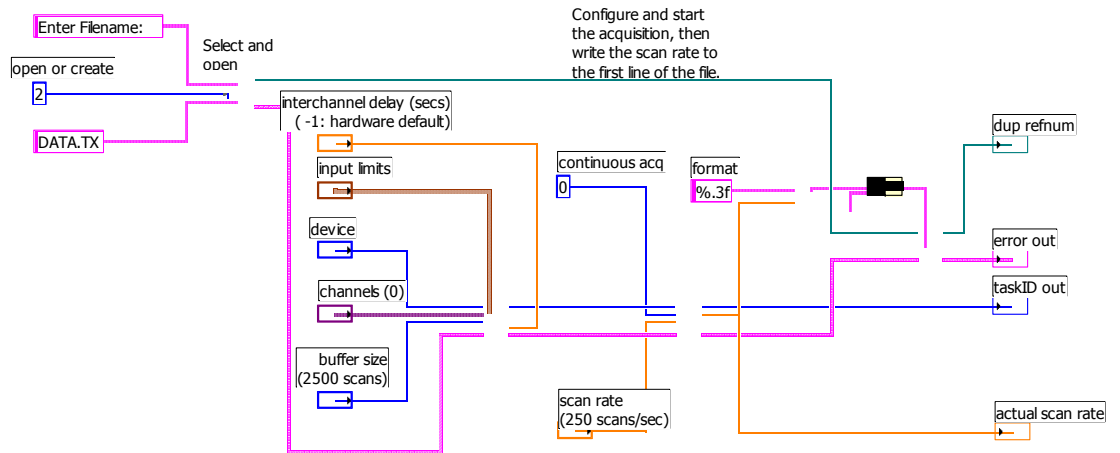 Enter Filename:
Select and
open
open or create
2
DATA.TX
Configure and start
the acquisition, then
write the scan rate to
the first line of the file.
interchannel delay (secs)
( -1: hardware default)
input limits
device
channels (0)
buffer size
(2500 scans)
continuous acq
0
format
%.3f
scan rate
(250 scans/sec)
dup refnum
error out
taskID out
actual scan rate